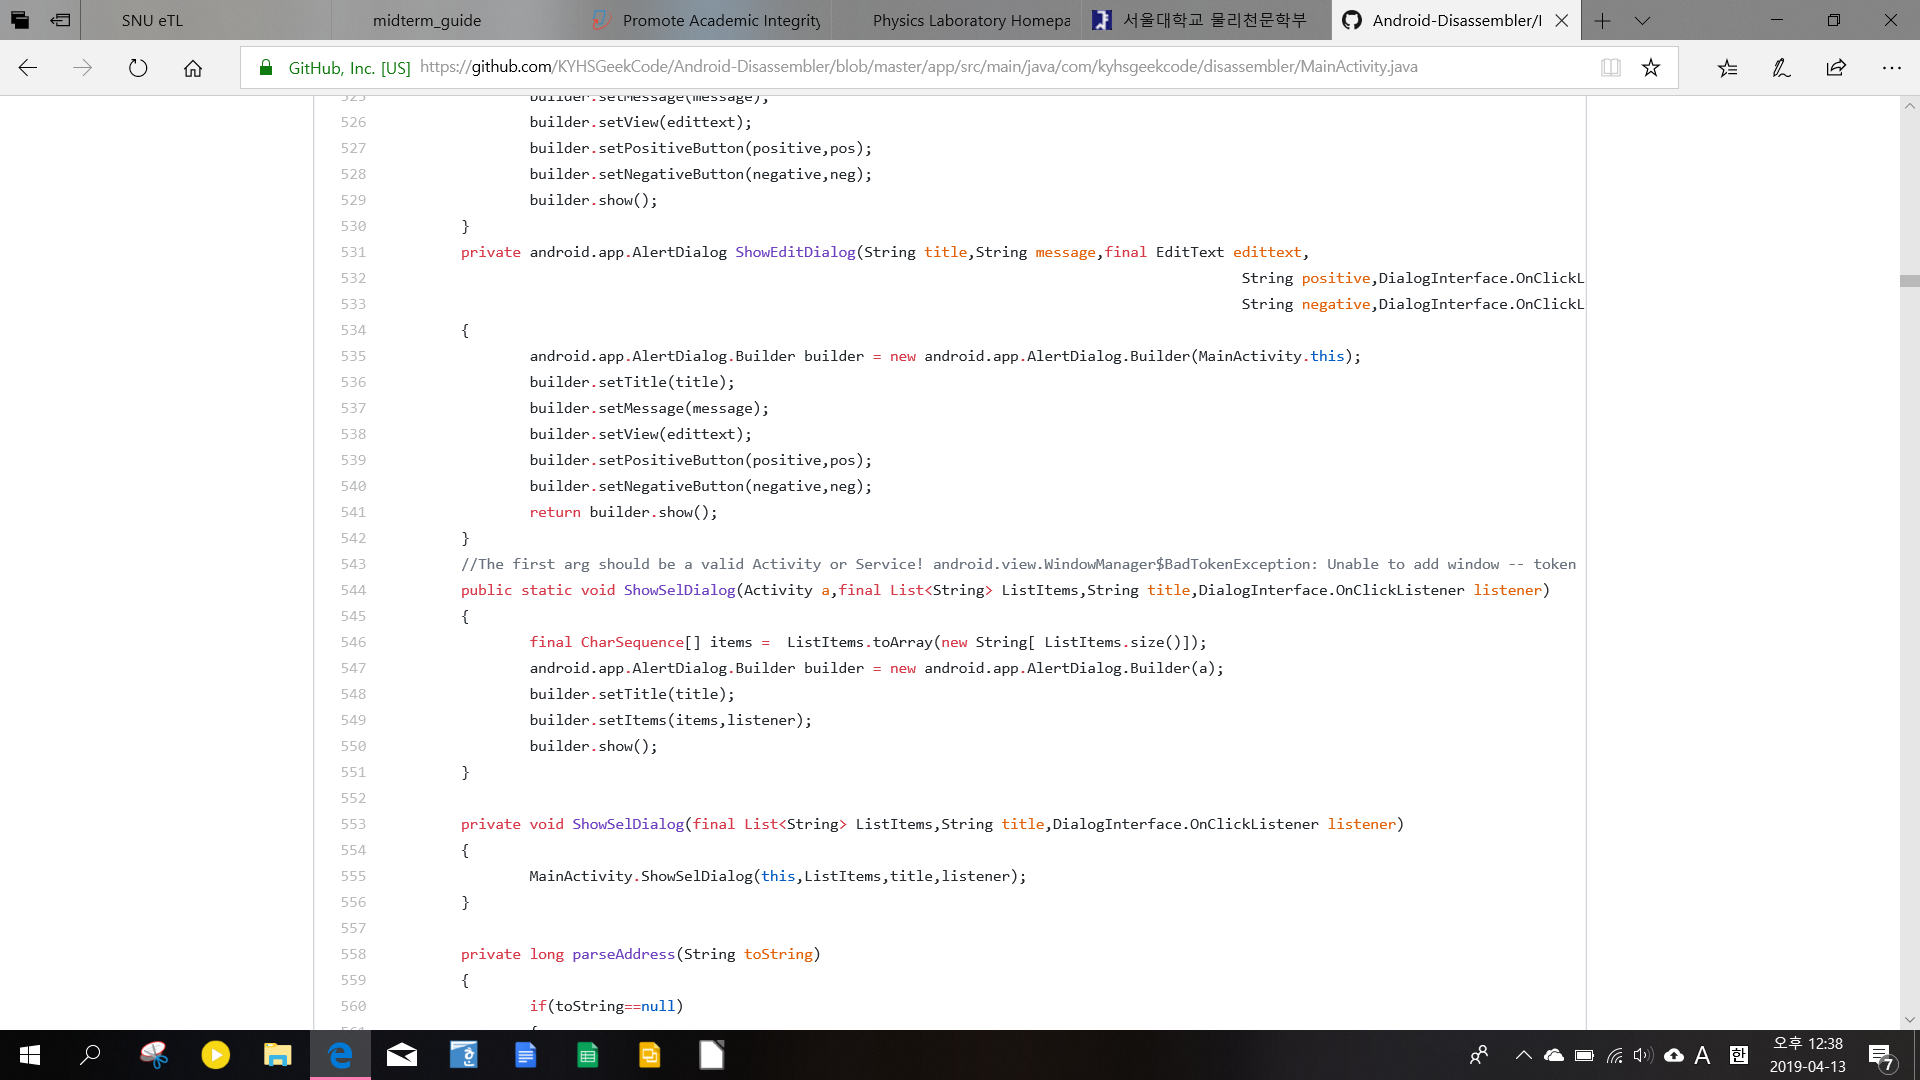 SNU eTL
midterm_guide
Promote Academic Integrity
Physics Laboratory Homepa
서울대학교 물리천문학부
Android-Disassembler/I
GitHub, Inc. [US] https://github.com/KYHSGeekCode/Android-Disassembler/blob/master/app/src/main/java/com/kyhsgeekcode/disassembler/MainActivity.java
525 builder.setMessage(message);
526 builder.setView(edittext);
527 builder.setPositiveButton(positive,pos);
528 builder.setNegativeButton(negative,neg);
529 builder.show();
530 }
531 private android.app.AlertDialog ShowEditDialog(String title,String message,final EditText edittext,
532 String positive,DialogInterface.OnClickL
533 String negative,DialogInterface.OnClickL
534 {
535 android.app.AlertDialog.Builder builder = new android.app.AlertDialog.Builder(MainActivity.this);
536 builder.setTitle(title);
537 builder.setMessage(message);
538 builder.setView(edittext);
539 builder.setPositiveButton(positive,pos);
540 builder.setNegativeButton(negative,neg);
541 return builder.show();
542 }
543 //The first arg should be a valid Activity or Service! android.view.WindowManager$BadTokenException: Unable to add window -- token
544 public static void ShowSelDialog(Activity a,final List<String> ListItems,String title,DialogInterface.OnClickListener listener)
545 {
546 final CharSequence[] items =  ListItems.toArray(new String[ ListItems.size()]);
547 android.app.AlertDialog.Builder builder = new android.app.AlertDialog.Builder(a);
548 builder.setTitle(title);
549 builder.setItems(items,listener);
550 builder.show();
551 }
552
553 private void ShowSelDialog(final List<String> ListItems,String title,DialogInterface.OnClickListener listener)
554 {
555 MainActivity.ShowSelDialog(this,ListItems,title,listener);
556 }
557
558 private long parseAddress(String toString)
559 {
560 if(toString==null)
561 {
A 한
오후 12:38
2019-04-13
7